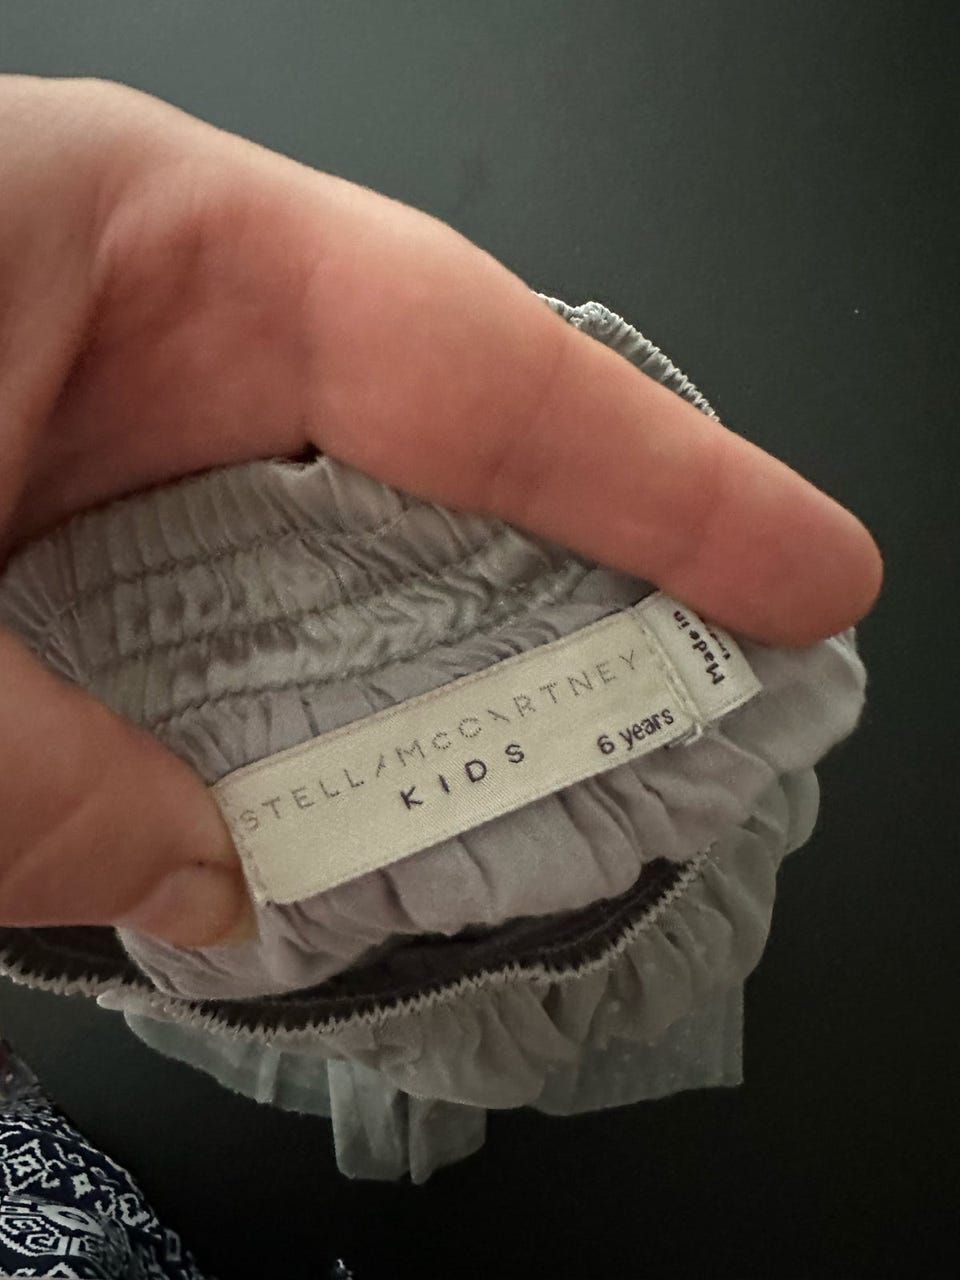 STELLA McCARTNEY
KIDS
6 years
Made in